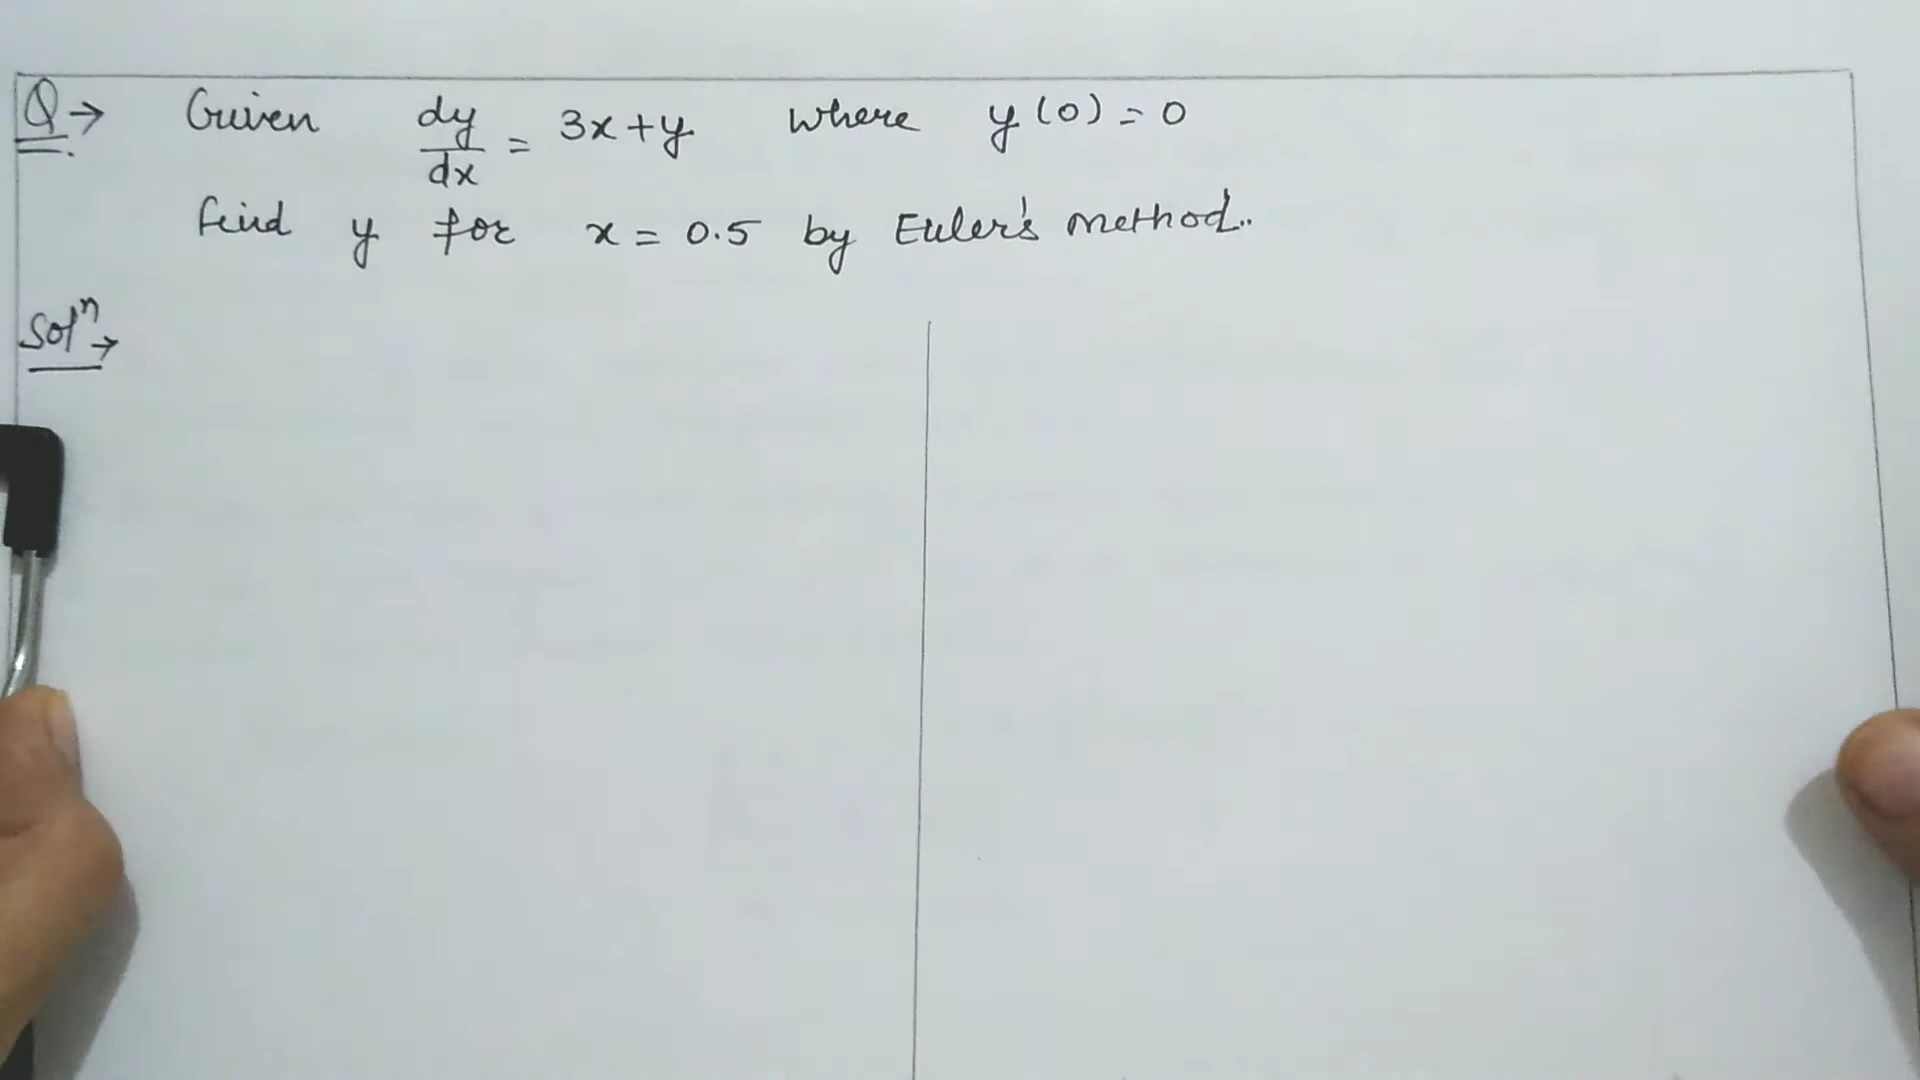 Q→ Given dy/dx = 3x+y where y(0)=0
find y for x = 0.5 by Euler's method..
Solⁿ→